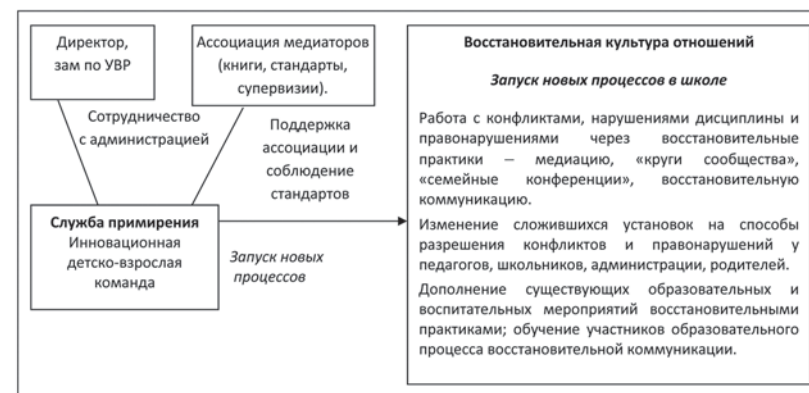 Директор,
зам по УВР
Ассоциация медиаторов
(книги, стандарты,
супервизии).
Сотрудничество
с администрацией
Поддержка
ассоциации и
соблюдение
стандартов
Служба примирения
Инновационная
детско-взрослая
команда
Запуск новых
процессов
Восстановительная культура отношений
Запуск новых процессов в школе
Работа с конфликтами, нарушениями дисциплины и
правонарушениями через восстановительные
практики – медиацию, «круги сообщества»,
«семейные конференции», восстановительную
коммуникацию.
Изменение сложившихся установок на способы
разрешения конфликтов и правонарушений у
педагогов, школьников, администрации, родителей.
Дополнение существующих образовательных и
воспитательных мероприятий восстановительными
практиками; обучение участников образовательного
процесса восстановительной коммуникации.